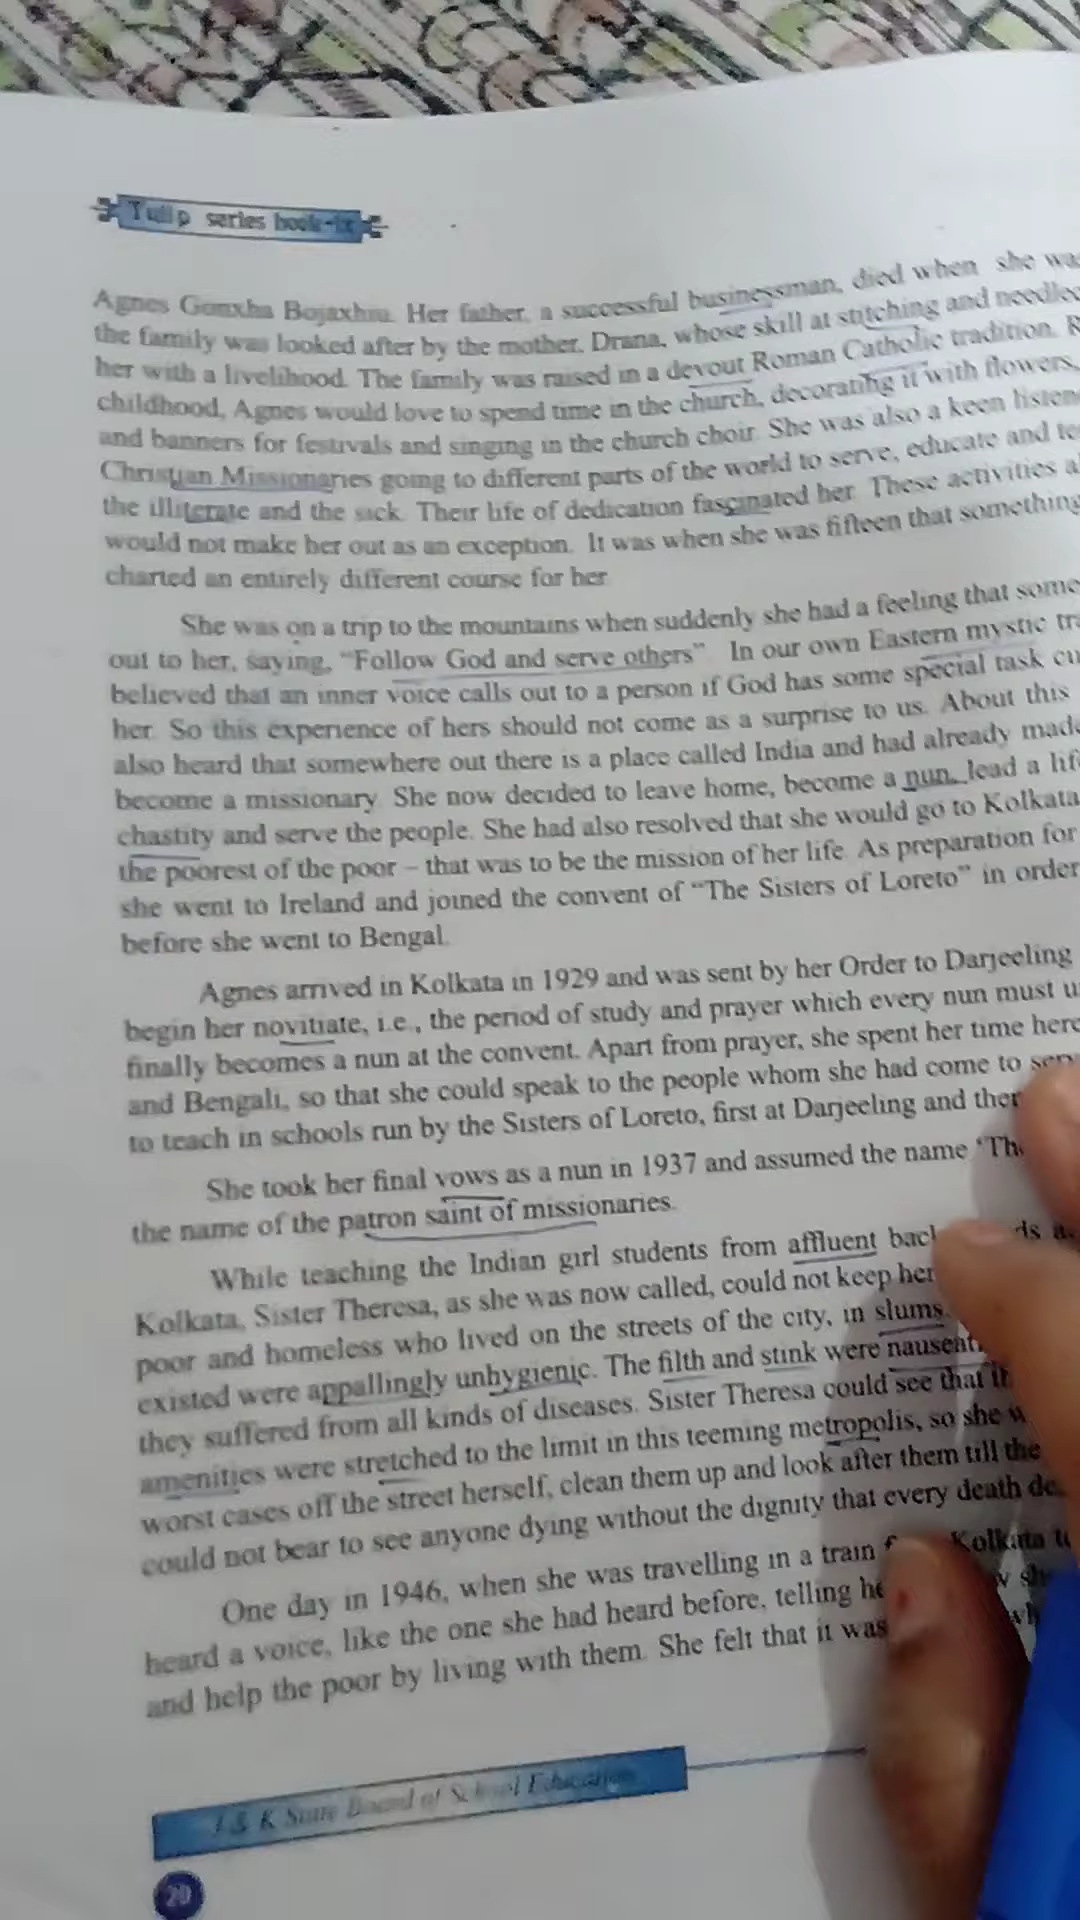 Tulip series book-ix
Agnes Gonxha Bojaxhiu. Her father, a successful businessman, died when she
the family was looked after by the mother, Drana, whose skill at stitching and
her with a livelihood. The family was raised in a devout Roman Catholic tradition.
childhood, Agnes would love to spend time in the church, decorating it with flowers,
and banners for festivals and singing in the church choir. She was also a keen
Christian Missionaries going to different parts of the world to serve, educate and
the illiterate and the sick. Their life of dedication fascinated her. These activities
would not make her out as an exception. It was when she was fifteen that something
charted an entirely different course for her.
She was on a trip to the mountains when suddenly she had a feeling that
out to her, saying, “Follow God and serve others”. In our own Eastern mystic
believed that an inner voice calls out to a person if God has some special task
her. So this experience of hers should not come as a surprise to us. About this
also heard that somewhere out there is a place called India and had already
become a missionary. She now decided to leave home, become a nun, lead a
chastity and serve the people. She had also resolved that she would go to Kolkata
the poorest of the poor – that was to be the mission of her life. As preparation for
she went to Ireland and joined the convent of “The Sisters of Loreto” in order
before she went to Bengal.
Agnes arrived in Kolkata in 1929 and was sent by her Order to Darjeeling
begin her novitiate, i.e., the period of study and prayer which every nun must
finally becomes a nun at the convent. Apart from prayer, she spent her time here
and Bengali, so that she could speak to the people whom she had come to
to teach in schools run by the Sisters of Loreto, first at Darjeeling and
She took her final vows as a nun in 1937 and assumed the name
the name of the patron saint of missionaries.
While teaching the Indian girl students from affluent
Kolkata, Sister Theresa, as she was now called, could not keep her
poor and homeless who lived on the streets of the city, in slums.
existed were appallingly unhygienic. The filth and stink were
they suffered from all kinds of diseases. Sister Theresa could see that
amenities were stretched to the limit in this teeming metropolis, so she
worst cases off the street herself, clean them up and look after them till the
could not bear to see anyone dying without the dignity that every death
One day in 1946, when she was travelling in a train Kolkata
heard a voice, like the one she had heard before, telling
and help the poor by living with them. She felt that it was
J & K State Board of School Education
20